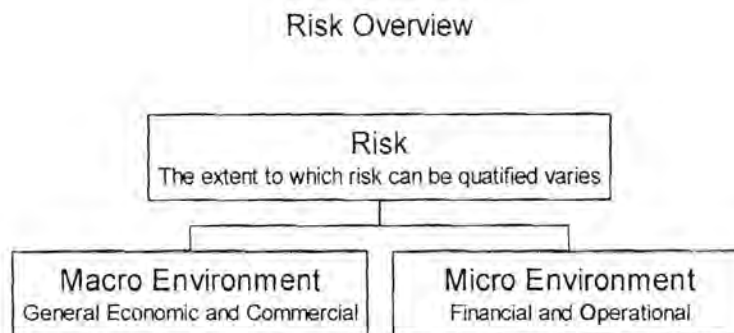 Risk Overview
Risk
The extent to which risk can be quatified varies
Macro Environment
General Economic and Commercial
Micro Environment
Financial and Operational